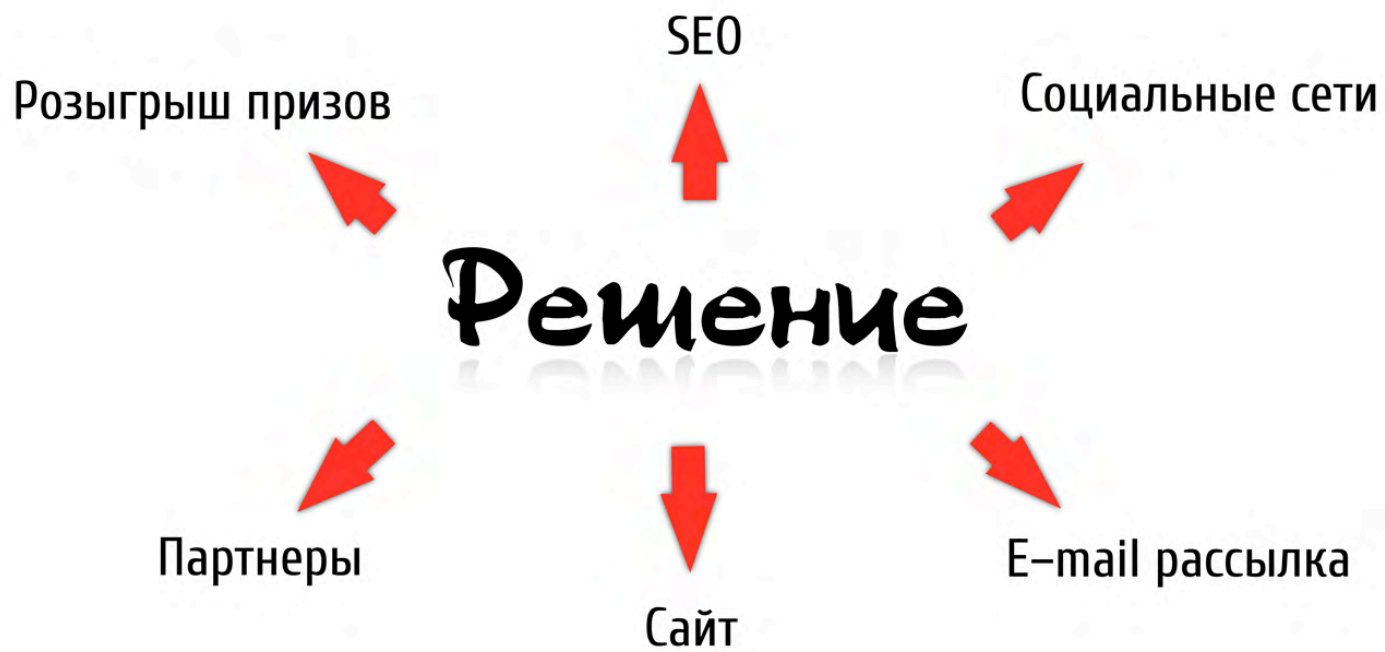 SEO
Розыгрыш призов
Социальные сети
Решение
Партнеры
E–mail рассылка
Сайт